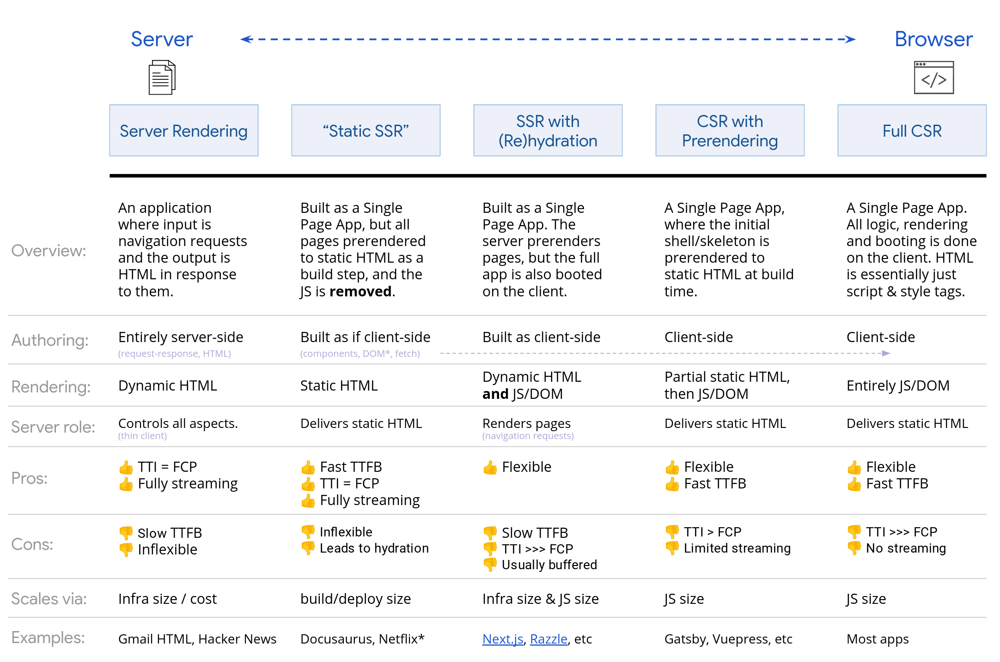 Server
Browser
</>
Server Rendering
“Static SSR”
SSR with
(Re)hydration
CSR with
Prerendering
Full CSR
Overview:
An application
where input is
navigation requests
and the output is
HTML in response
to them.
Built as a Single
Page App, but all
pages prerendered
to static HTML as a
build step, and the
JS is removed.
Built as a Single
Page App. The
server prerenders
pages, but the full
app is also booted
on the client.
A Single Page App,
where the initial
shell/skeleton is
prerendered to
static HTML at build
time.
A Single Page App.
All logic, rendering
and booting is done
on the client. HTML
is essentially just
script & style tags.
Authoring:
Entirely server-side
(request-response, HTML)
Built as if client-side
(components, DOM*, fetch)
Built as client-side
Client-side
Client-side
Rendering:
Dynamic HTML
Static HTML
Dynamic HTML
and JS/DOM
Partial static HTML,
then JS/DOM
Entirely JS/DOM
Server role:
Controls all aspects.
(thin client)
Delivers static HTML
Renders pages
(navigation requests)
Delivers static HTML
Delivers static HTML
Pros:
👍 TTI = FCP
👍 Fully streaming
👍 Fast TTFB
👍 TTI = FCP
👍 Fully streaming
👍 Flexible
👍 Flexible
👍 Fast TTFB
👍 Flexible
👍 Fast TTFB
Cons:
👎 Slow TTFB
👎 Inflexible
👎 Inflexible
👎 Leads to hydration
👎 Slow TTFB
👎 TTI >>> FCP
👎 Usually buffered
👎 TTI > FCP
👎 Limited streaming
👎 TTI >>> FCP
👎 No streaming
Scales via:
Infra size / cost
build/deploy size
Infra size & JS size
JS size
JS size
Examples:
Gmail HTML, Hacker News
Docusaurus, Netflix*
Next.js, Razzle, etc
Gatsby, Vuepress, etc
Most apps